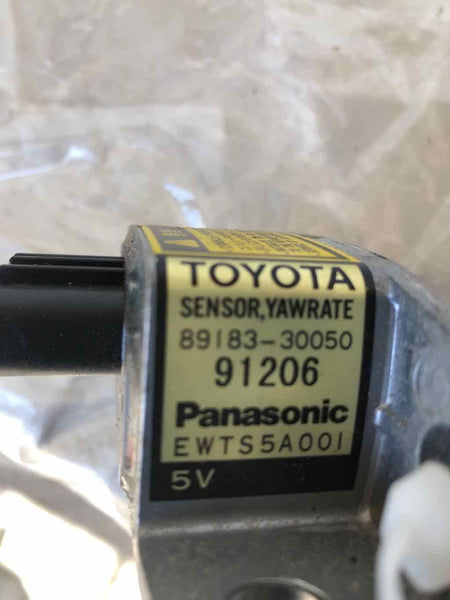 TOYOTA
SENSOR,YAWRATE
89183-30050
91206
Panasonic
EWTS5A001
5V